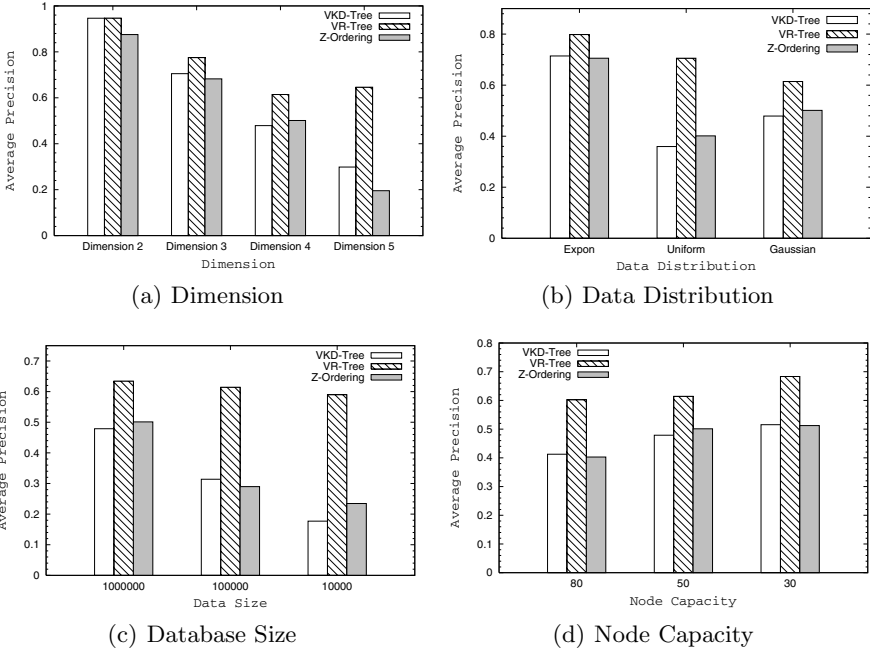 1
0.8
0.6
0.4
0.2
0
Average Precision
VKD-Tree
VR-Tree
Z-Ordering
Dimension 2
Dimension 3
Dimension 4
Dimension 5
Dimension
(a) Dimension
0.8
0.6
0.4
0.2
0
Average Precision
VKD-Tree
VR-Tree
Z-Ordering
Expon
Uniform
Gaussian
Data Distribution
(b) Data Distribution
0.7
0.6
0.5
0.4
0.3
0.2
0.1
0
Average Precision
VKD-Tree
VR-Tree
Z-Ordering
1000000
100000
10000
Data Size
(c) Database Size
0.8
0.7
0.6
0.5
0.4
0.3
0.2
0.1
0
Average Precision
VKD-Tree
VR-Tree
Z-Ordering
80
50
30
Node Capacity
(d) Node Capacity